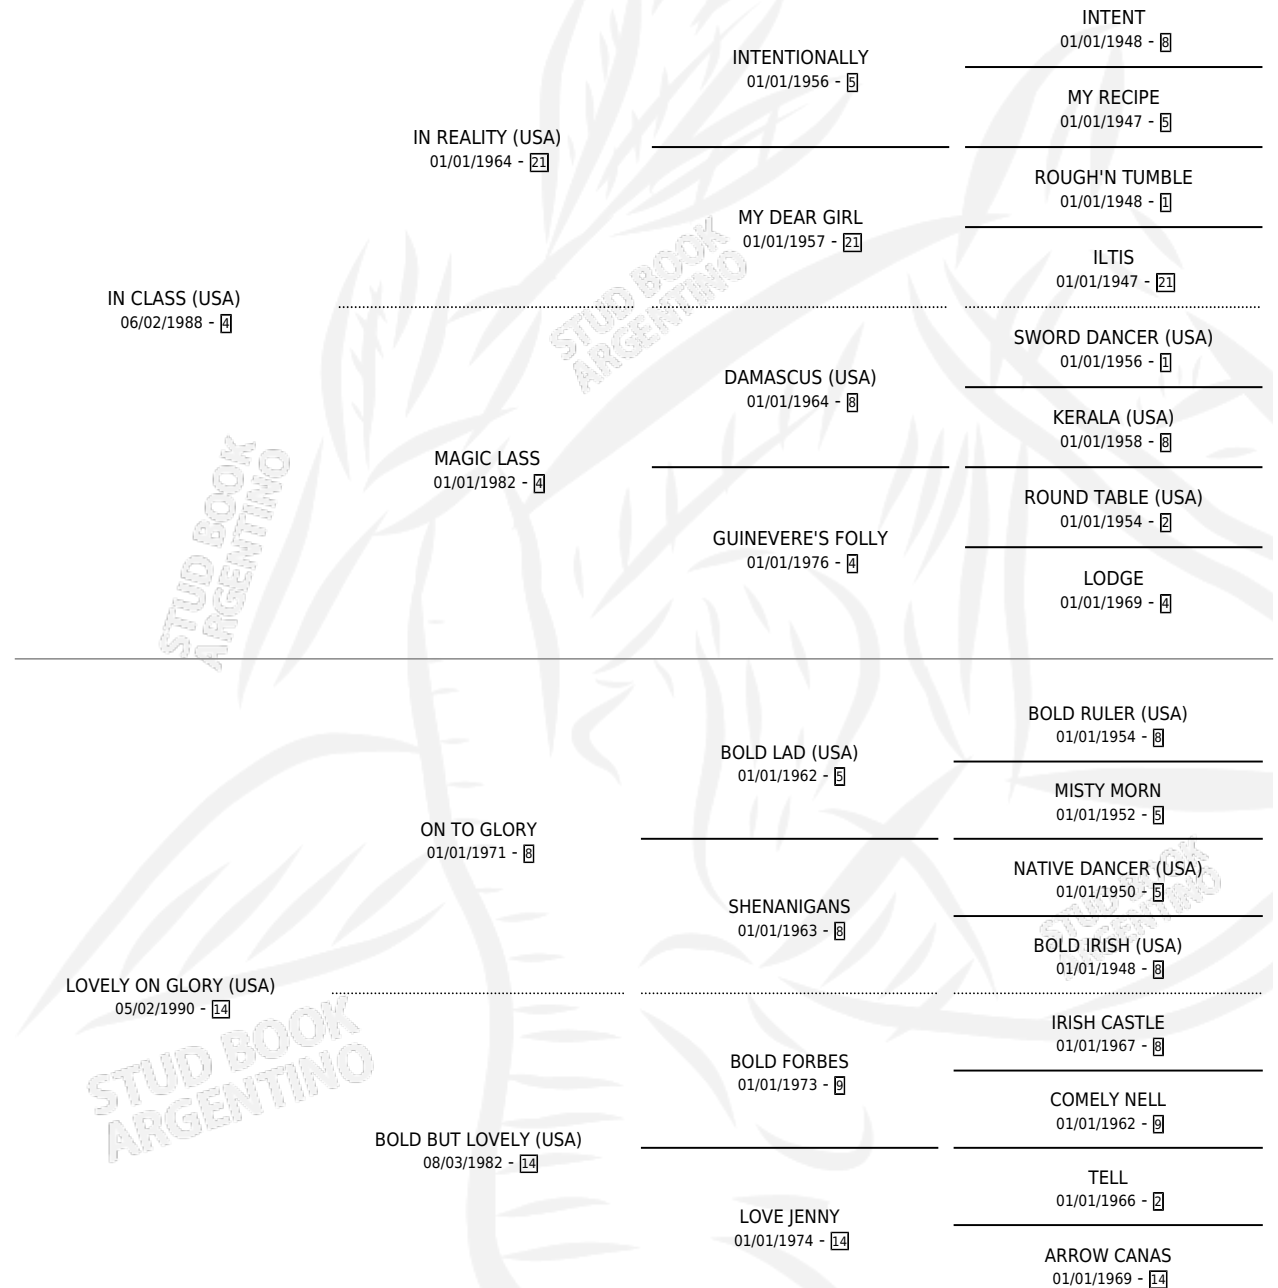 INTENT
01/01/1948 - 8
INTENTIONALLY
01/01/1956 - 5
MY RECIPE
01/01/1947 - 5
IN REALITY (USA)
01/01/1964 - 21
ROUGH'N TUMBLE
01/01/1948 - 1
MY DEAR GIRL
01/01/1957 - 21
ILTIS
01/01/1947 - 21
IN CLASS (USA)
06/02/1988 - 4
SWORD DANCER (USA)
01/01/1956 - 1
DAMASCUS (USA)
01/01/1964 - 8
KERALA (USA)
01/01/1958 - 8
MAGIC LASS
01/01/1982 - 4
ROUND TABLE (USA)
01/01/1954 - 2
GUINEVERE'S FOLLY
01/01/1976 - 4
LODGE
01/01/1969 - 4
STUD BOOK
ARGENTINO
STUD BOOK
ARGENTINO
BOLD RULER (USA)
01/01/1954 - 8
BOLD LAD (USA)
01/01/1962 - 5
MISTY MORN
01/01/1952 - 5
ON TO GLORY
01/01/1971 - 8
NATIVE DANCER (USA)
01/01/1950 - 5
SHENANIGANS
01/01/1963 - 8
BOLD IRISH (USA)
01/01/1948 - 8
STUD BOOK
ARGENTINO
LOVELY ON GLORY (USA)
05/02/1990 - 14
IRISH CASTLE
01/01/1967 - 8
BOLD FORBES
01/01/1973 - 9
COMELY NELL
01/01/1962 - 9
STUD BOOK
ARGENTINO
BOLD BUT LOVELY (USA)
08/03/1982 - 14
TELL
01/01/1966 - 2
LOVE JENNY
01/01/1974 - 14
ARROW CANAS
01/01/1969 - 14